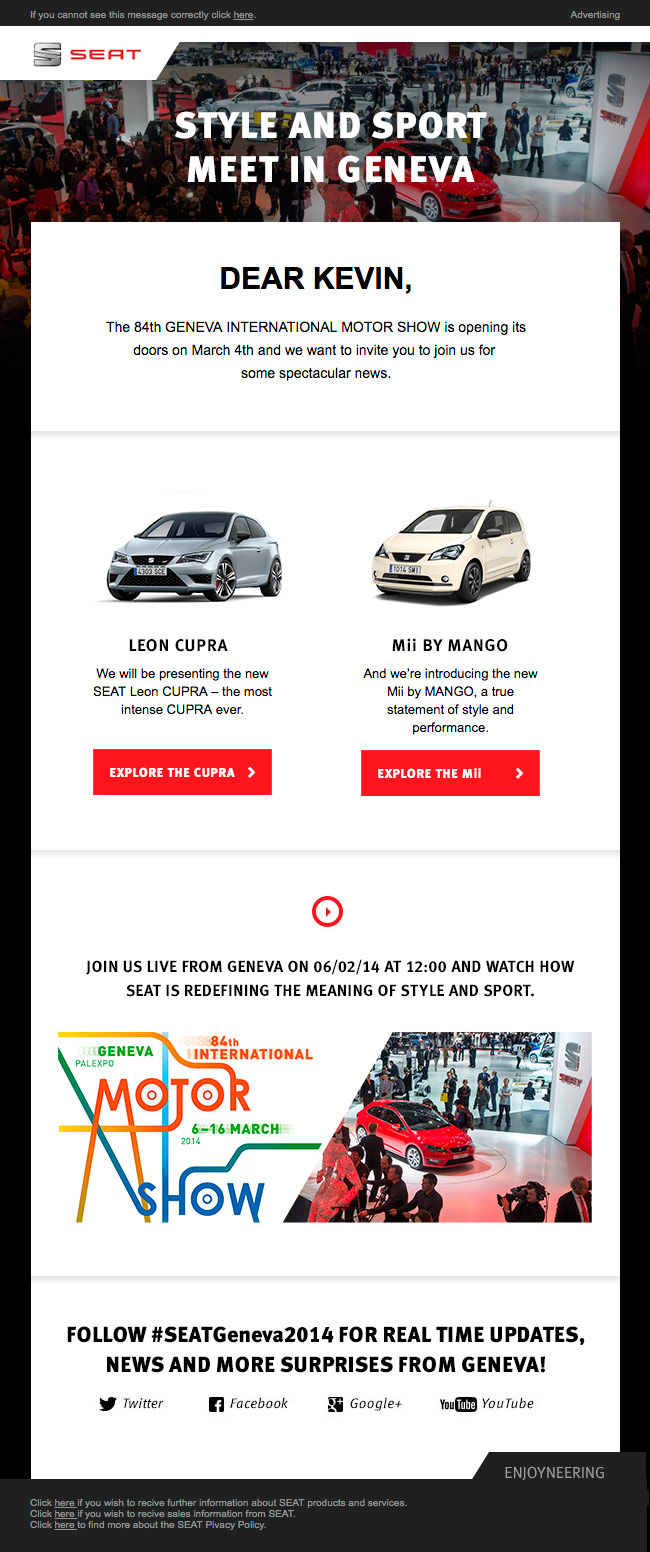 If you cannot see this message correctly click here.
Advertising
SEAT
STYLE AND SPORT
MEET IN GENEVA
DEAR KEVIN,
The 84th GENEVA INTERNATIONAL MOTOR SHOW is opening its
doors on March 4th and we want to invite you to join us for
some spectacular news.
4303 SCE
1014 SMI
LEON CUPRA
Mii BY MANGO
We will be presenting the new
SEAT Leon CUPRA – the most
intense CUPRA ever.
And we're introducing the new
Mii by MANGO, a true
statement of style and
performance.
EXPLORE THE CUPRA
EXPLORE THE Mii
JOIN US LIVE FROM GENEVA ON 06/02/14 AT 12:00 AND WATCH HOW
SEAT IS REDEFINING THE MEANING OF STYLE AND SPORT.
GENEVA
PALEXPO
84th
INTERNATIONAL
MOTOR
6–16 MARCH
2014
SHOW
SEAT
FOLLOW #SEATGeneva2014 FOR REAL TIME UPDATES,
NEWS AND MORE SURPRISES FROM GENEVA!
Twitter
Facebook
Google+
YouTube YouTube
ENJOYNEERING
Click here if you wish to recive further information about SEAT products and services.
Click here if you wish to recive sales information from SEAT.
Click here to find more about the SEAT Privacy Policy.